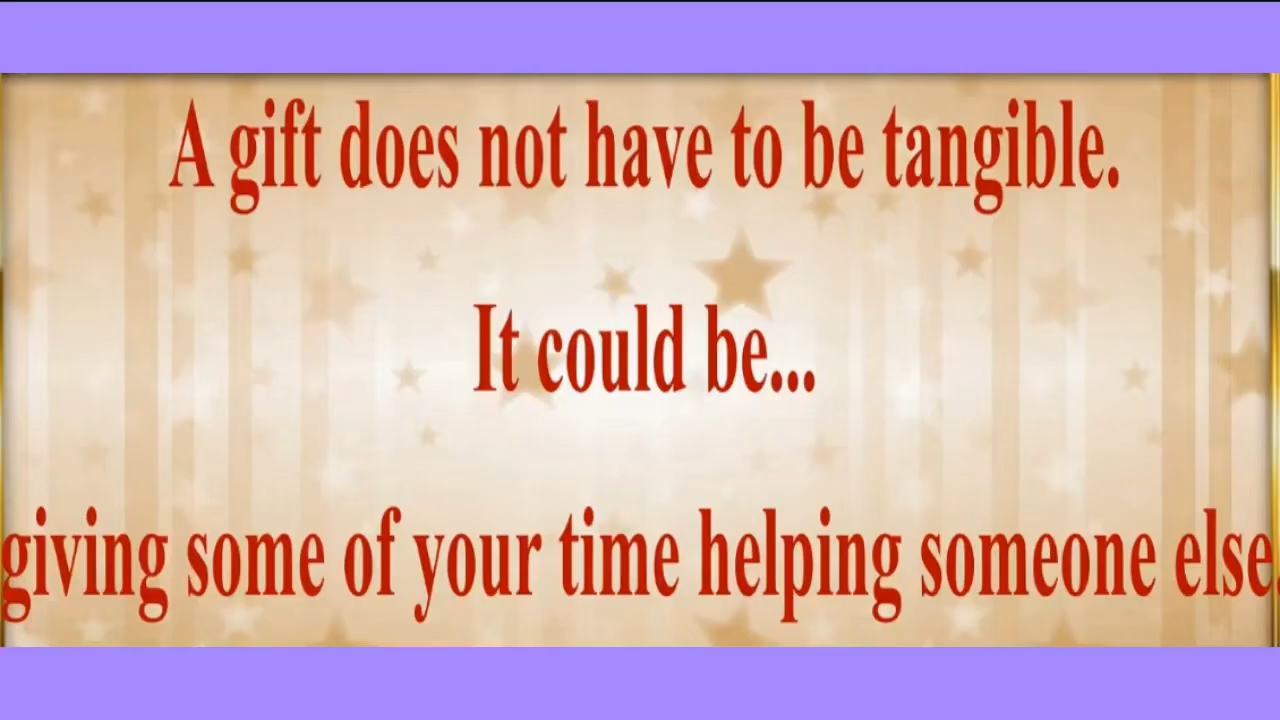 A gift does not have to be tangible.
It could be...
giving some of your time helping someone else.